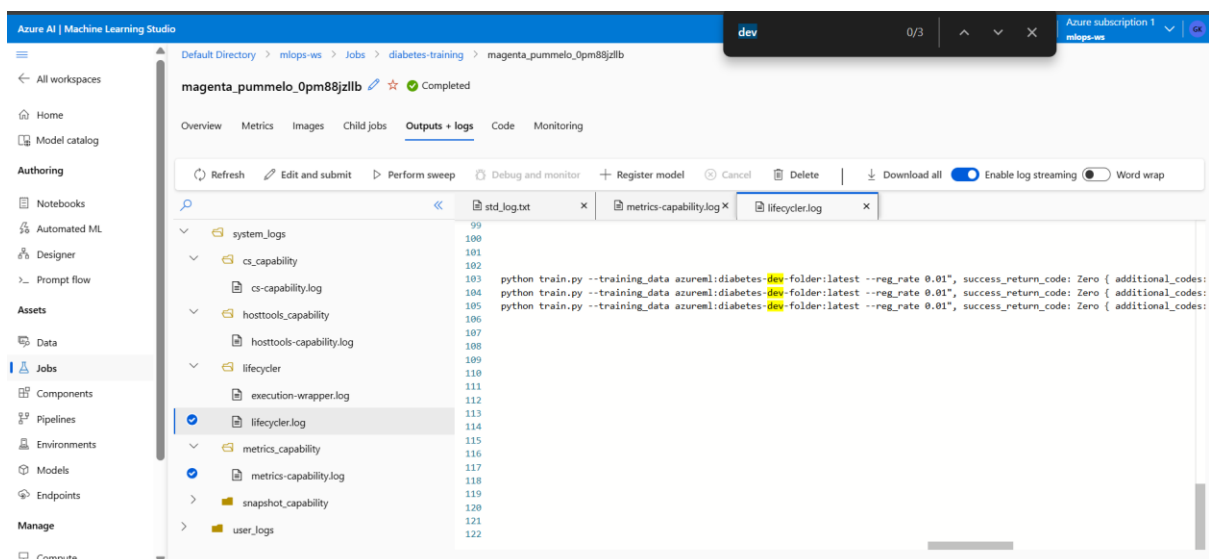 Azure AI | Machine Learning Studio
dev 0/3
Azure subscription 1
mlops-ws
GK
All workspaces
Home
Model catalog
Authoring
Notebooks
Automated ML
Designer
Prompt flow
Assets
Data
Jobs
Components
Pipelines
Environments
Models
Endpoints
Manage
Compute
Default Directory > mlops-ws > Jobs > diabetes-training > magenta_pummelo_0pm88jzllb
magenta_pummelo_0pm88jzllb Completed
Overview Metrics Images Child jobs Outputs + logs Code Monitoring
Refresh Edit and submit Perform sweep Debug and monitor Register model Cancel Delete Download all Enable log streaming Word wrap
system_logs
cs_capability
cs-capability.log
hosttools_capability
hosttools-capability.log
lifecycler
execution-wrapper.log
lifecycler.log
metrics_capability
metrics-capability.log
snapshot_capability
user_logs
std_log.txt metrics-capability.log lifecycler.log
99
100
101
102
103 python train.py --training_data azureml:diabetes-dev-folder:latest --reg_rate 0.01", success_return_code: Zero { additional_codes:
104 python train.py --training_data azureml:diabetes-dev-folder:latest --reg_rate 0.01", success_return_code: Zero { additional_codes:
105 python train.py --training_data azureml:diabetes-dev-folder:latest --reg_rate 0.01", success_return_code: Zero { additional_codes:
106
107
108
109
110
111
112
113
114
115
116
117
118
119
120
121
122